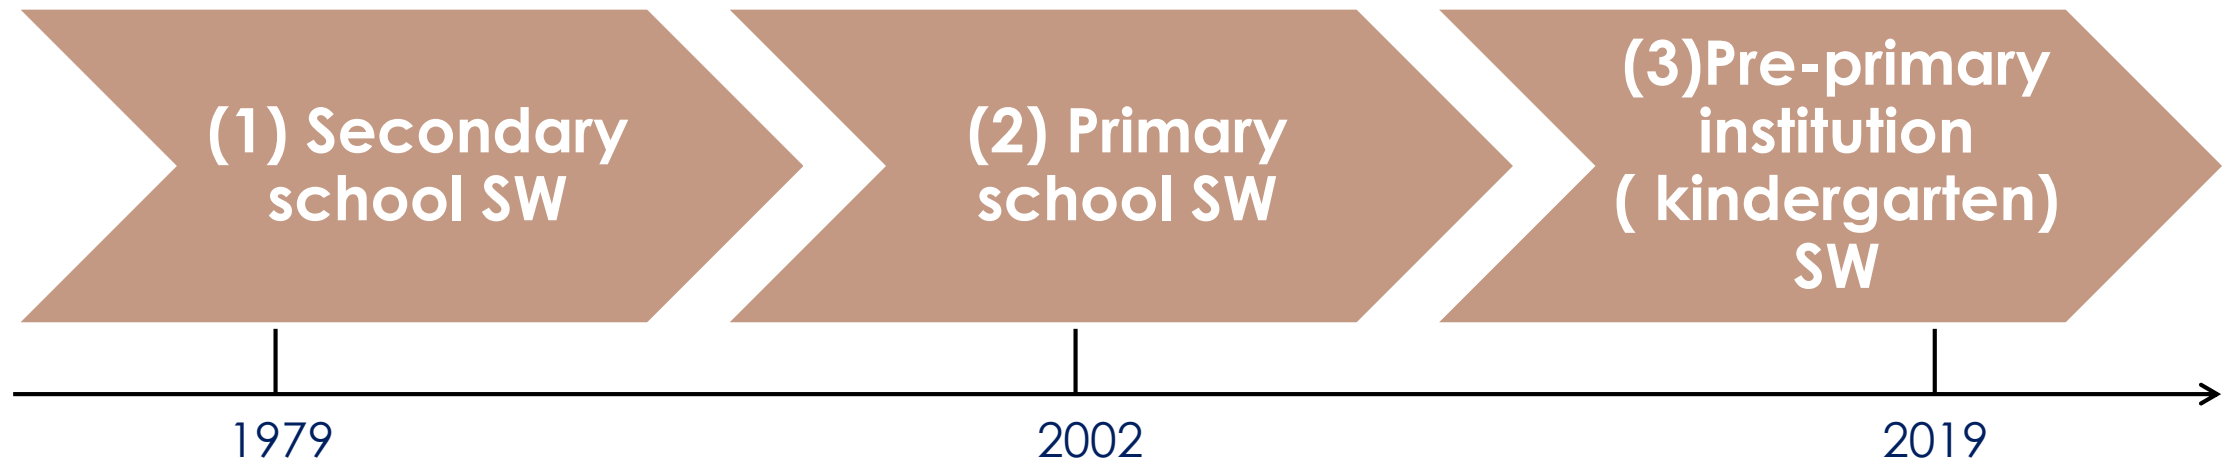 (1) Secondary
school SW
(2) Primary
school SW
(3)Pre-primary
institution
( kindergarten)
SW
1979
2002
2019